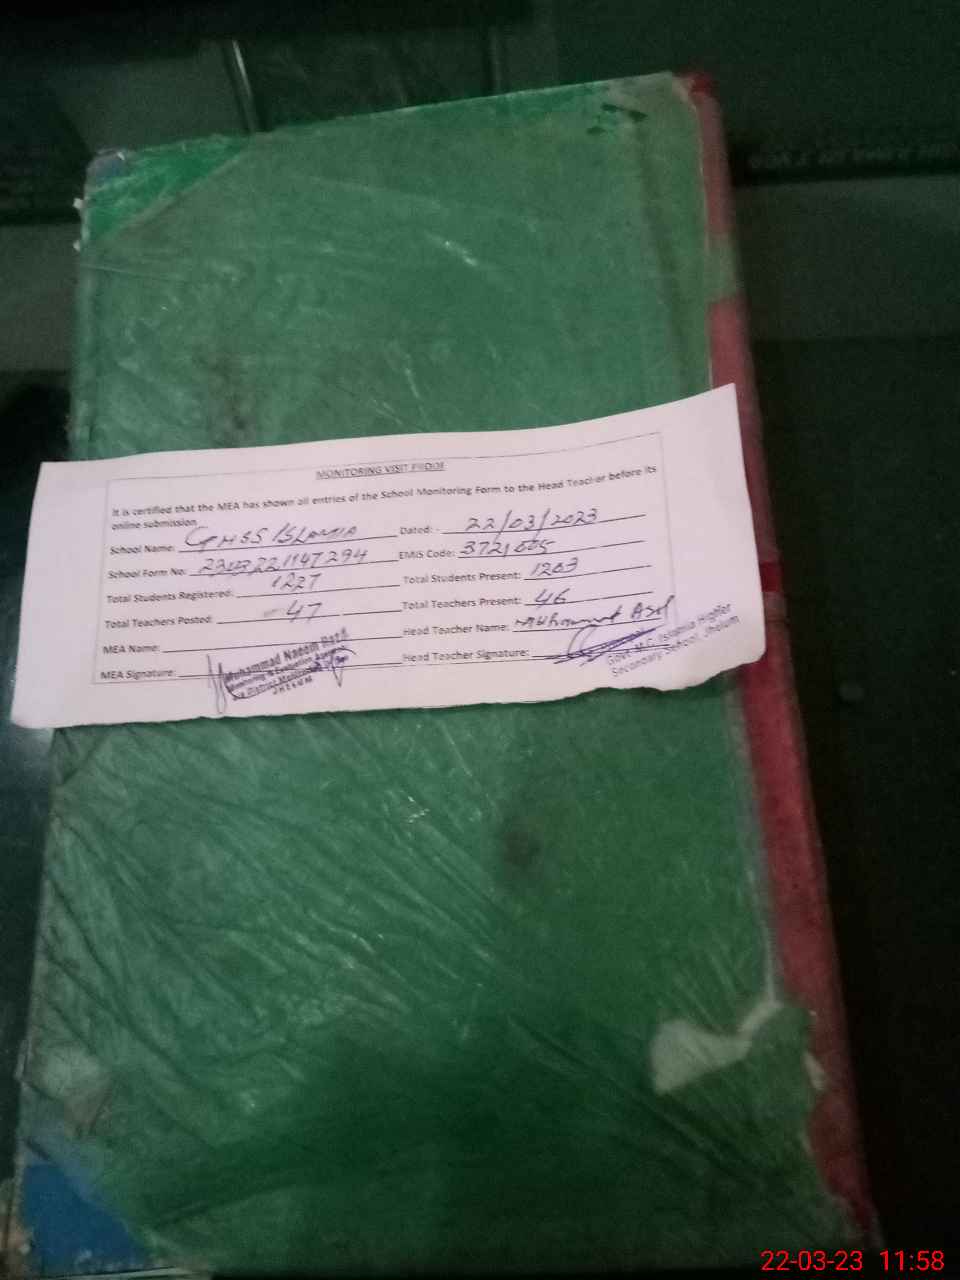 MONITORING VISIT PROOF
It is certified that the MEA has shown all entries of the School Monitoring Form to the Head Teacher before its
online submission
School Name: GHSS ISLAMIA Dated: - 22/03/2023
School Form No: EMIS Code:
Total Students Registered: 1227 Total Students Present: 1203
Total Teachers Posted: 47 Total Teachers Present: 46
MEA Name: Head Teacher Name: Muhammad
MEA Signature: Head Teacher Signature:
Muhammad Naeem
Monitoring & Evaluation
JHELUM
Govt. M.C. Islamia Higher
Secondary School, Jhelum
22-03-23 11:58